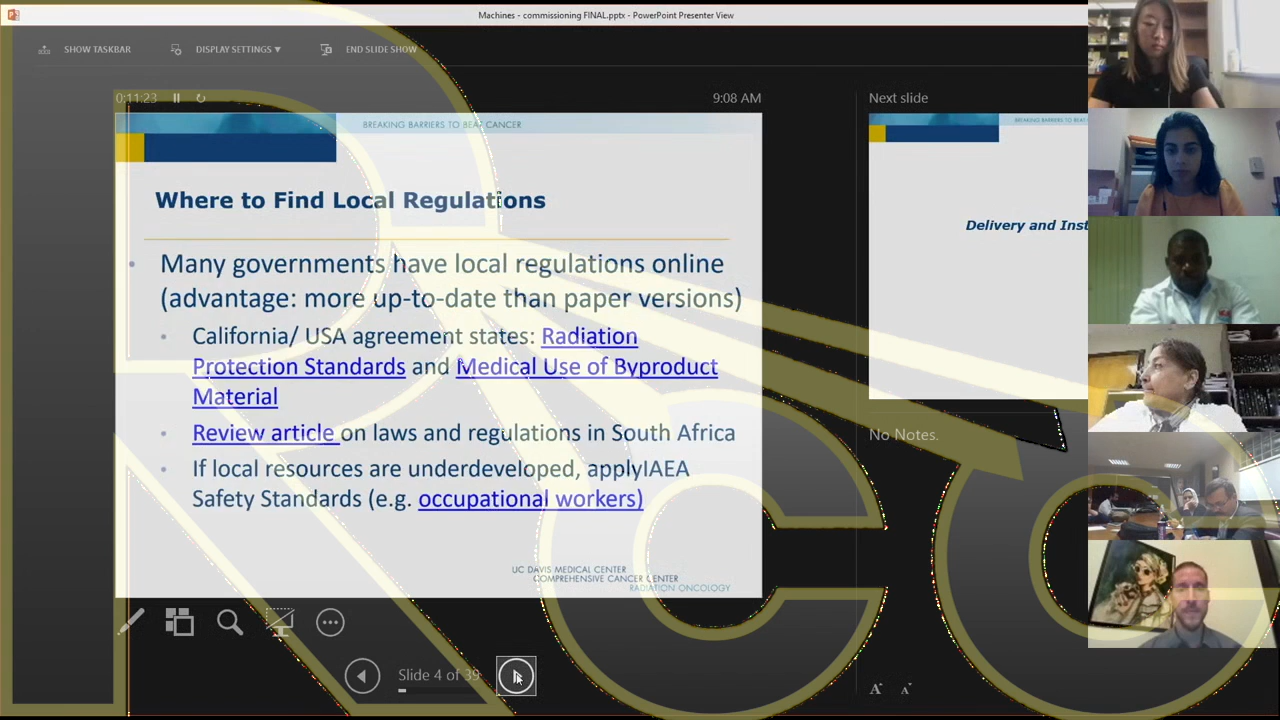 Machines - commissioning FINAL.pptx - PowerPoint Presenter View
SHOW TASKBAR
DISPLAY SETTINGS ▼
END SLIDE SHOW
0:11:23
9:08 AM
Next slide
BREAKING BARRIERS TO BEAT CANCER
Where to Find Local Regulations
• Many governments have local regulations online
(advantage: more up-to-date than paper versions)
• California/ USA agreement states: Radiation
Protection Standards and Medical Use of Byproduct
Material
• Review article on laws and regulations in South Africa
• If local resources are underdeveloped, applyIAEA
Safety Standards (e.g. occupational workers)
UC DAVIS MEDICAL CENTER
COMPREHENSIVE CANCER CENTER
RADIATION ONCOLOGY
BREAKING BARRIERS TO
Delivery and Inst
No Notes.
Slide 4 of 39
A A
RCC